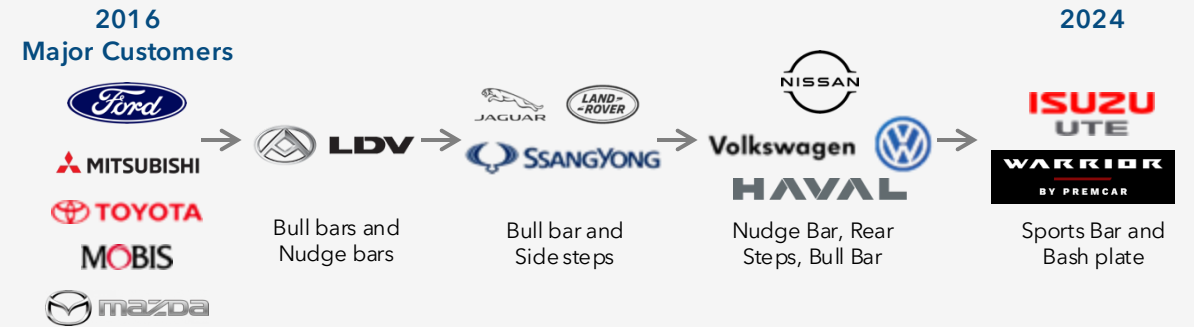 2016
Major Customers
Ford
MITSUBISHI
TOYOTA
MOBIS
mazda
LDV
Bull bars and
Nudge bars
JAGUAR
LAND-
-ROVER
SSANGYONG
Bull bar and
Side steps
NISSAN
Volkswagen
HAVAL
Nudge Bar, Rear
Steps, Bull Bar
2024
ISUZU
UTE
WARRIOR
BY PREMCAR
Sports Bar and
Bash plate